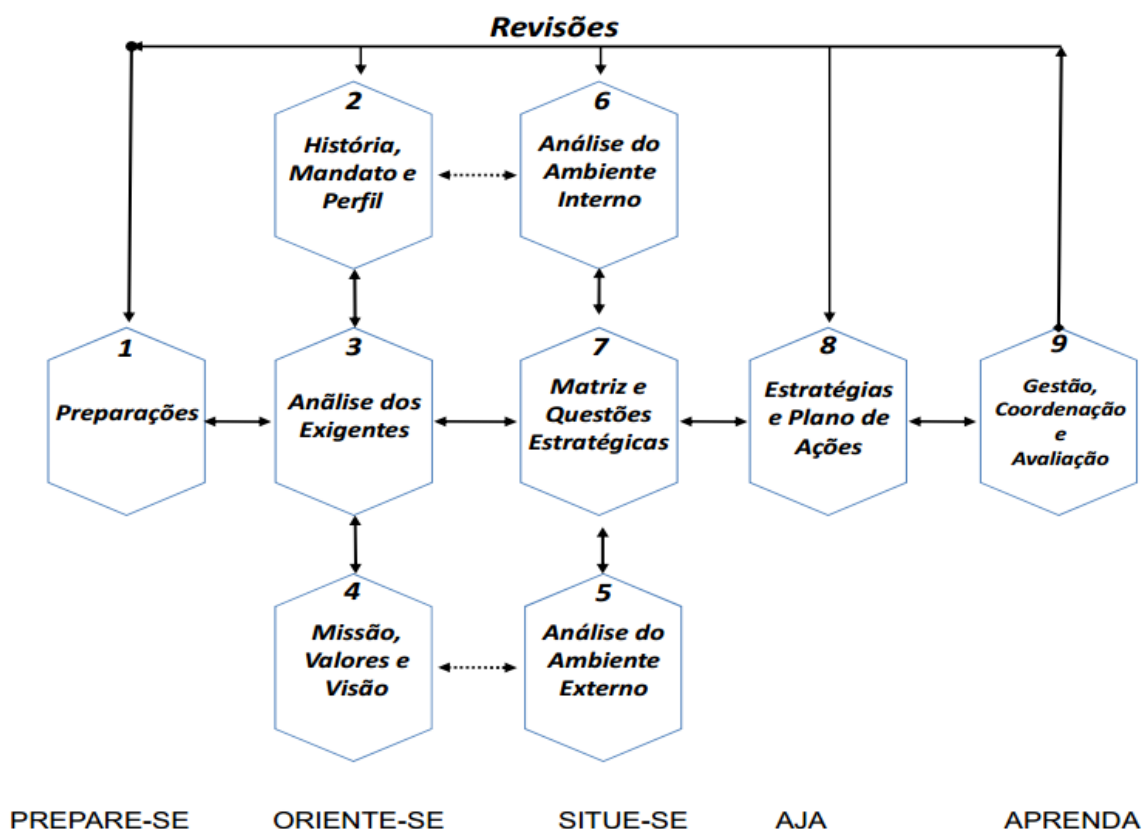 Revisões
2
História,
Mandato e
Perfil
6
Análise do
Ambiente
Interno
1
Preparações
3
Anãlise dos
Exigentes
7
Matriz e
Questões
Estratégicas
8
Estratégias
e Plano de
Ações
9
Gestão,
Coordenação
e
Avaliação
4
Missão,
Valores e
Visão
5
Análise do
Ambiente
Externo
PREPARE-SE ORIENTE-SE SITUE-SE AJA APRENDA